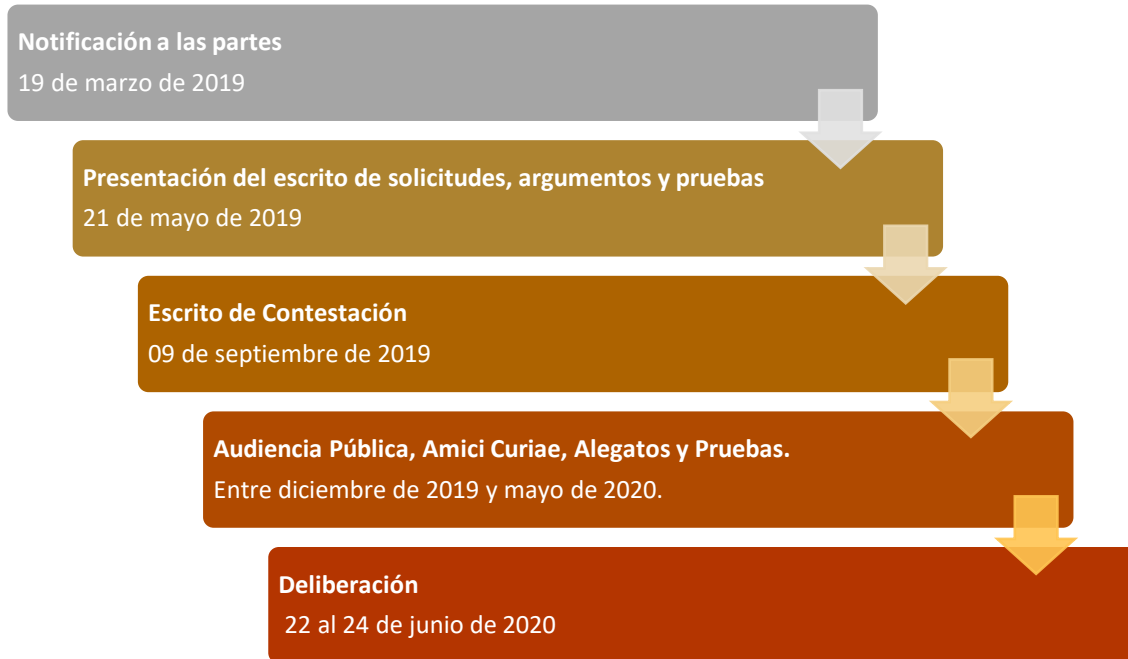 Notificación a las partes
19 de marzo de 2019
Presentación del escrito de solicitudes, argumentos y pruebas
21 de mayo de 2019
Escrito de Contestación
09 de septiembre de 2019
Audiencia Pública, Amici Curiae, Alegatos y Pruebas.
Entre diciembre de 2019 y mayo de 2020.
Deliberación
22 al 24 de junio de 2020